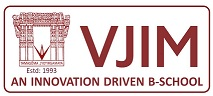 VJIM
Estd: 1993
AN INNOVATION DRIVEN B-SCHOOL